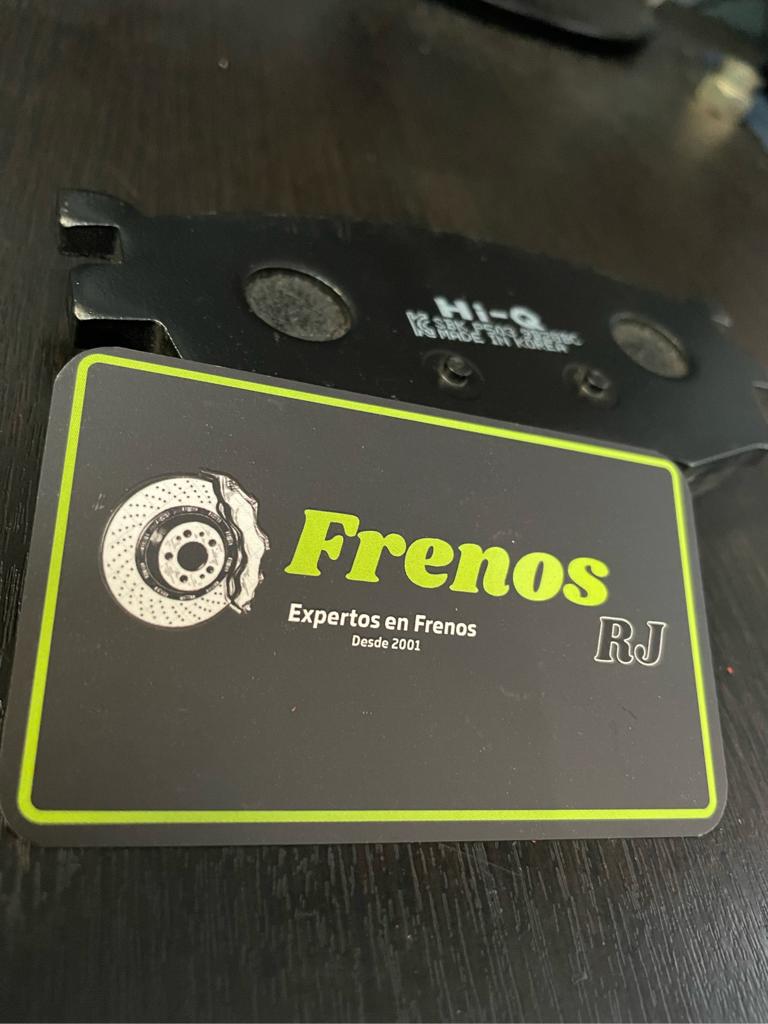 Hi-Q
MADE IN KOREA
Frenos
Expertos en Frenos
Desde 2001
RJ